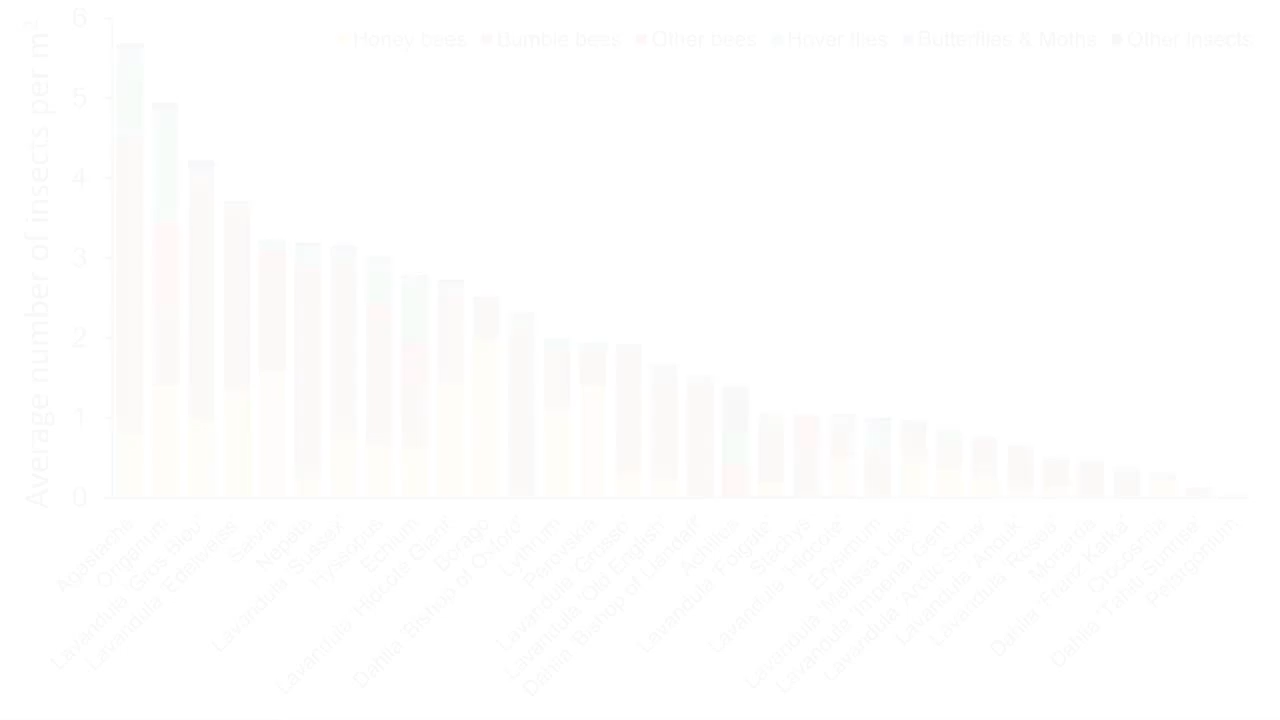 6
Honey bees Bumble bees Other bees Hover flies Butterflies & Moths Other insects
Average number of insects per m²
5
4
3
2
1
0
Agastache
Origanum
Lavandula 'Gros Bleu'
Lavandula 'Edelweiss'
Salvia
Nepeta
Lavandula 'Sussex'
Hyssopus
Echium
Lavandula 'Hidcote Giant'
Borago
Dahlia 'Bishop of Oxford'
Lythrum
Perovskia
Lavandula 'Grosso'
Lavandula 'Old English'
Dahlia 'Bishop of Llandaff'
Achillea
Lavandula 'Folgate'
Stachys
Lavandula 'Hidcote'
Erysimum
Lavandula 'Melissa Lilac'
Lavandula 'Imperial Gem'
Lavandula 'Arctic Snow'
Lavandula 'Anouk'
Lavandula 'Rosea'
Monarda
Dahlia 'Franz Kafka'
Crocosmia
Dahlia 'Tahiti Sunrise'
Pelargonium